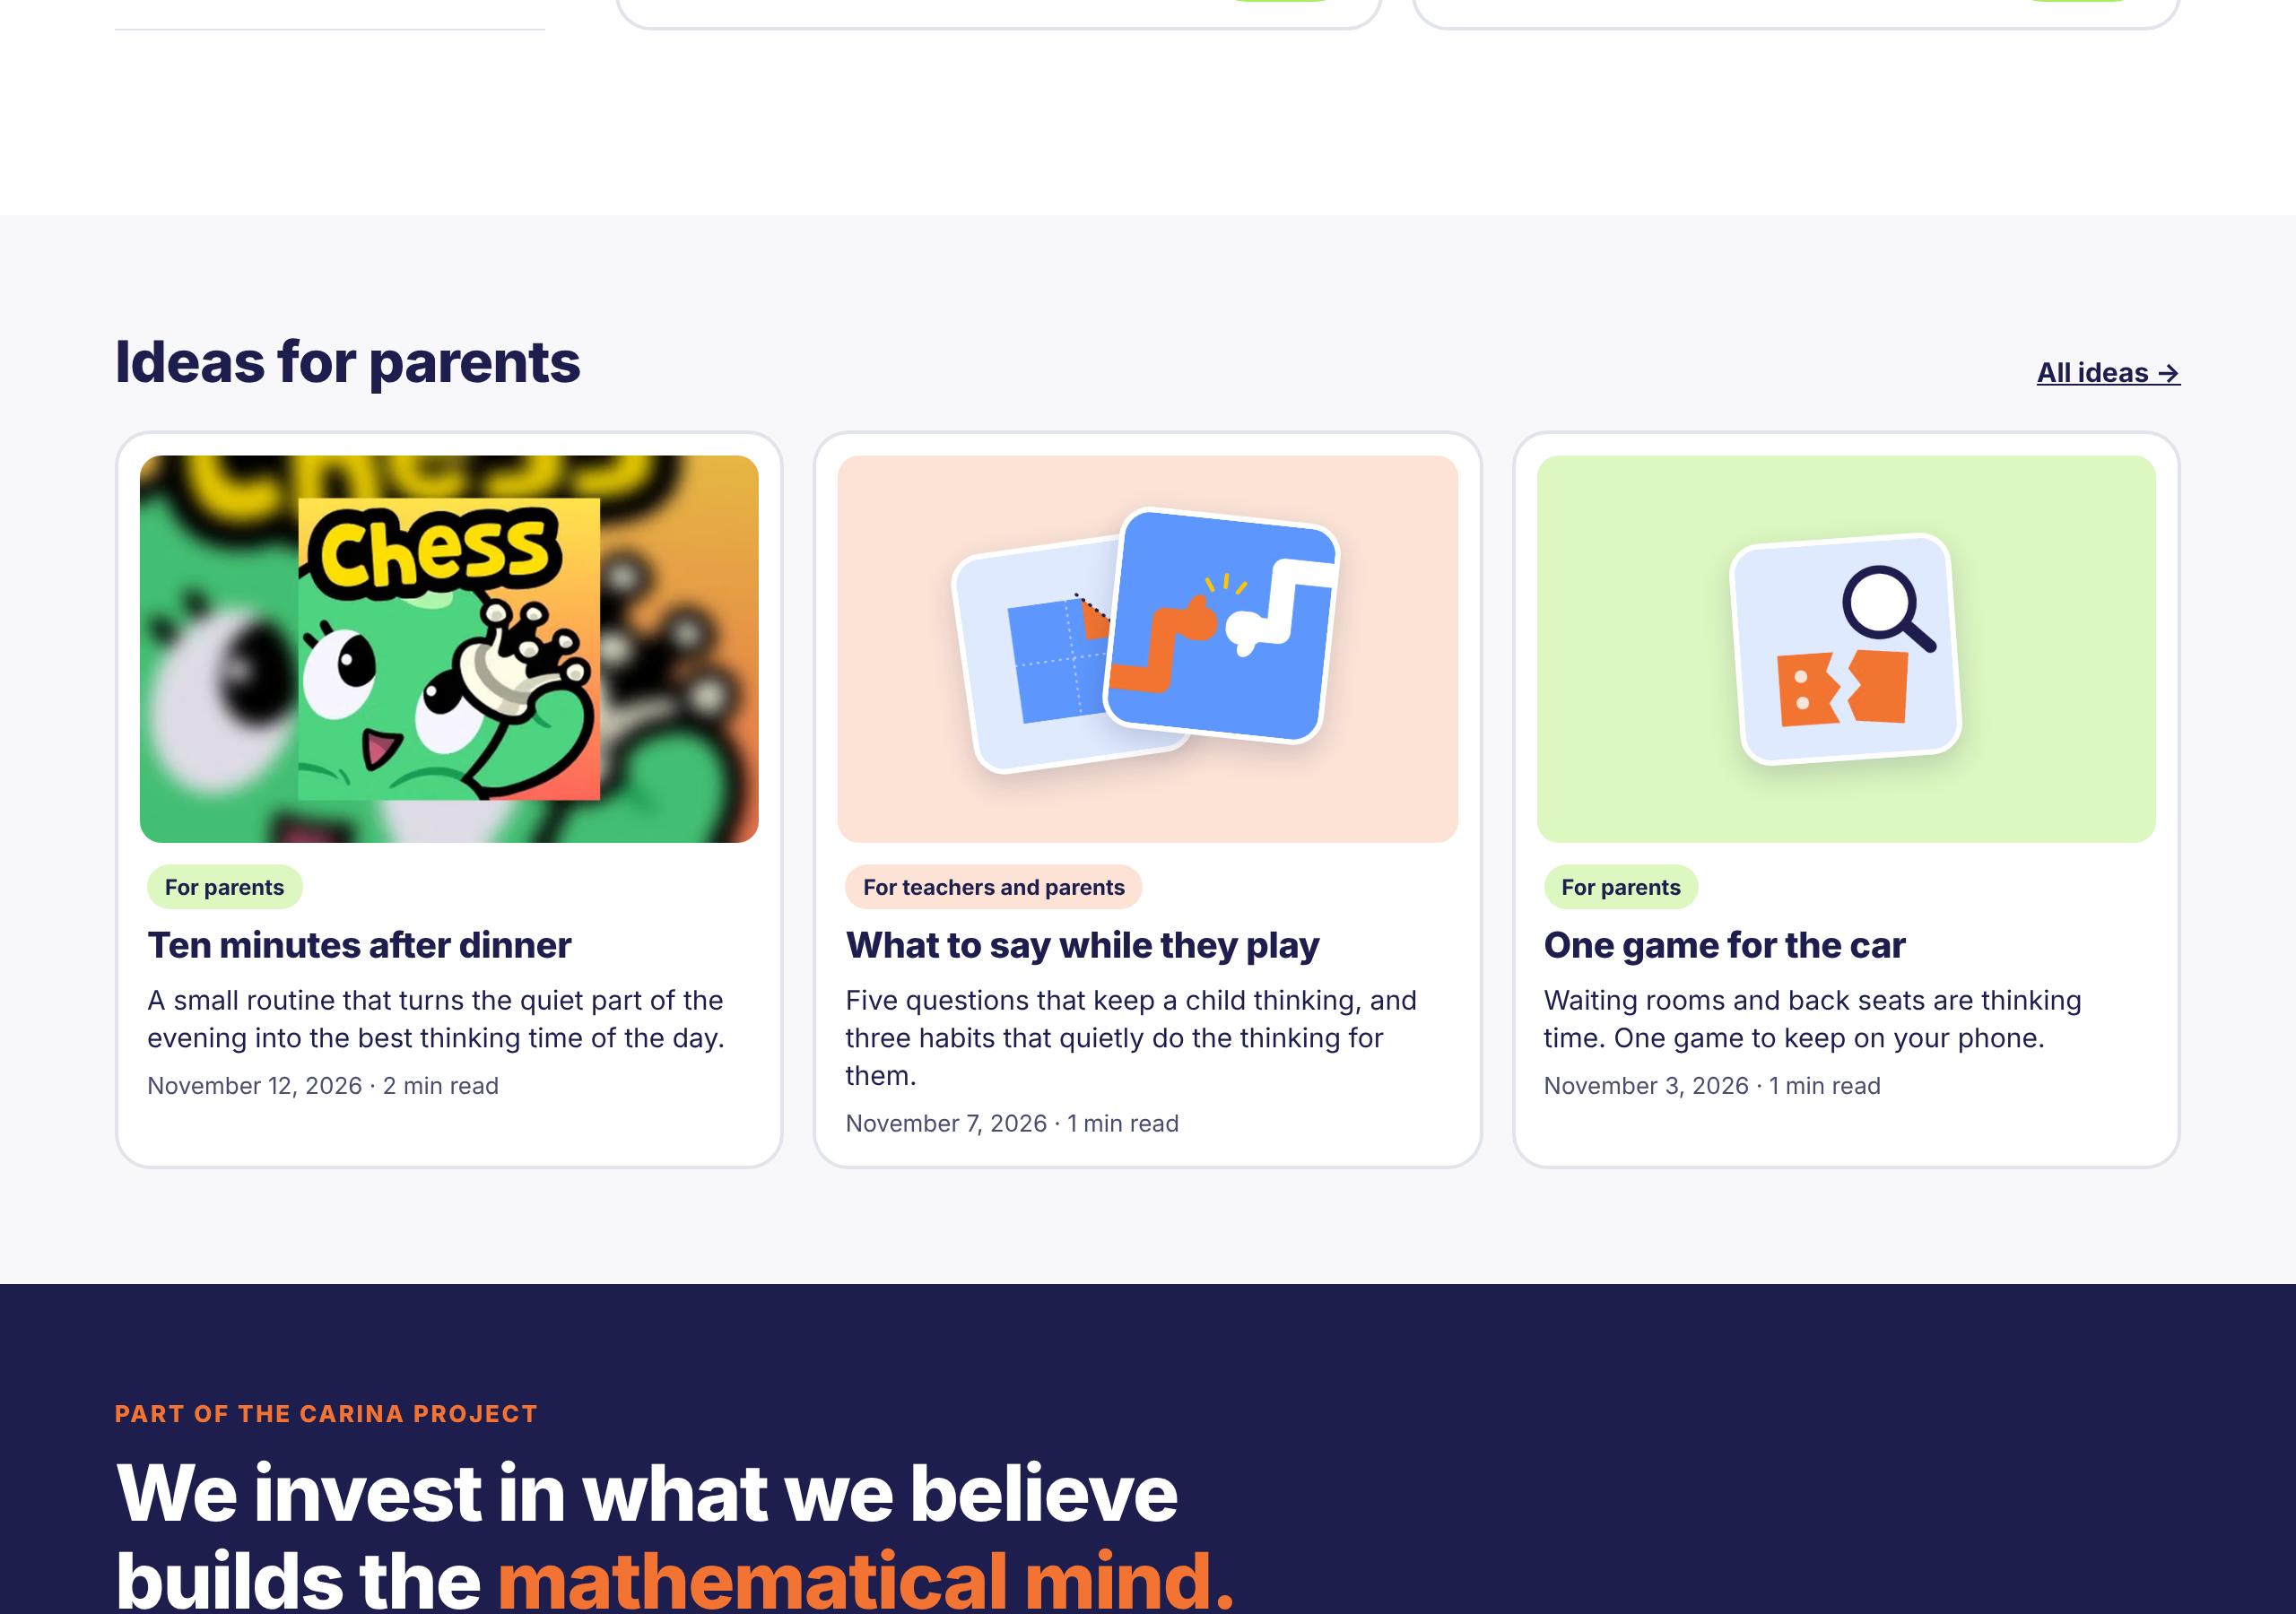 Ideas for parents
All ideas →
Chess
Chess
For parents
Ten minutes after dinner
A small routine that turns the quiet part of the
evening into the best thinking time of the day.
November 12, 2026 · 2 min read
For teachers and parents
What to say while they play
Five questions that keep a child thinking, and
three habits that quietly do the thinking for
them.
November 7, 2026 · 1 min read
For parents
One game for the car
Waiting rooms and back seats are thinking
time. One game to keep on your phone.
November 3, 2026 · 1 min read
PART OF THE CARINA PROJECT
We invest in what we believe
builds the mathematical mind.